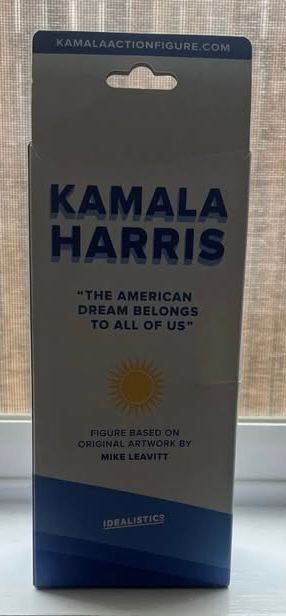 KAMALAACTIONFIGURE.COM
KAMALA
HARRIS
“THE AMERICAN
DREAM BELONGS
TO ALL OF US”
FIGURE BASED ON
ORIGINAL ARTWORK BY
MIKE LEAVITT
IDEALISTICO